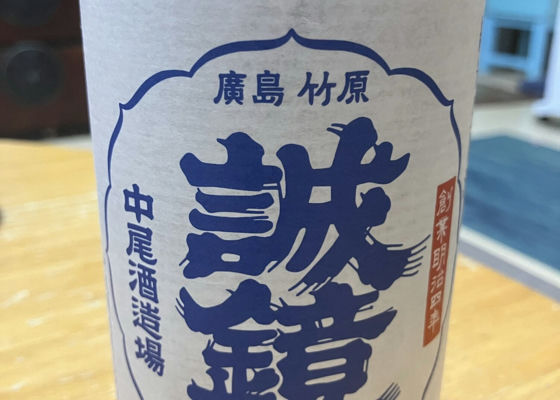 廣島 竹原
誠鏡
創業明治四年
中尾酒造場